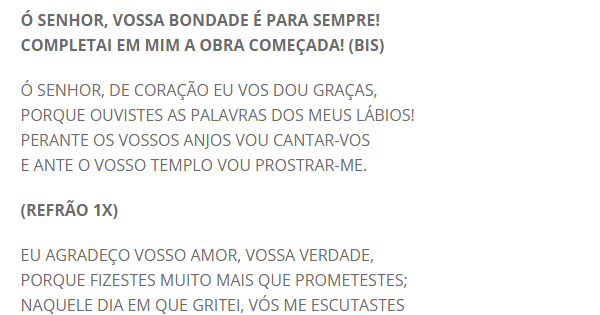 Ó SENHOR, VOSSA BONDADE É PARA SEMPRE!
COMPLETAI EM MIM A OBRA COMEÇADA! (BIS)
Ó SENHOR, DE CORAÇÃO EU VOS DOU GRAÇAS,
PORQUE OUVISTES AS PALAVRAS DOS MEUS LÁBIOS!
PERANTE OS VOSSOS ANJOS VOU CANTAR-VOS
E ANTE O VOSSO TEMPLO VOU PROSTRAR-ME.
(REFRÃO 1X)
EU AGRADEÇO VOSSO AMOR, VOSSA VERDADE,
PORQUE FIZESTES MUITO MAIS QUE PROMETESTES;
NAQUELE DIA EM QUE GRITEI, VÓS ME ESCUTASTES